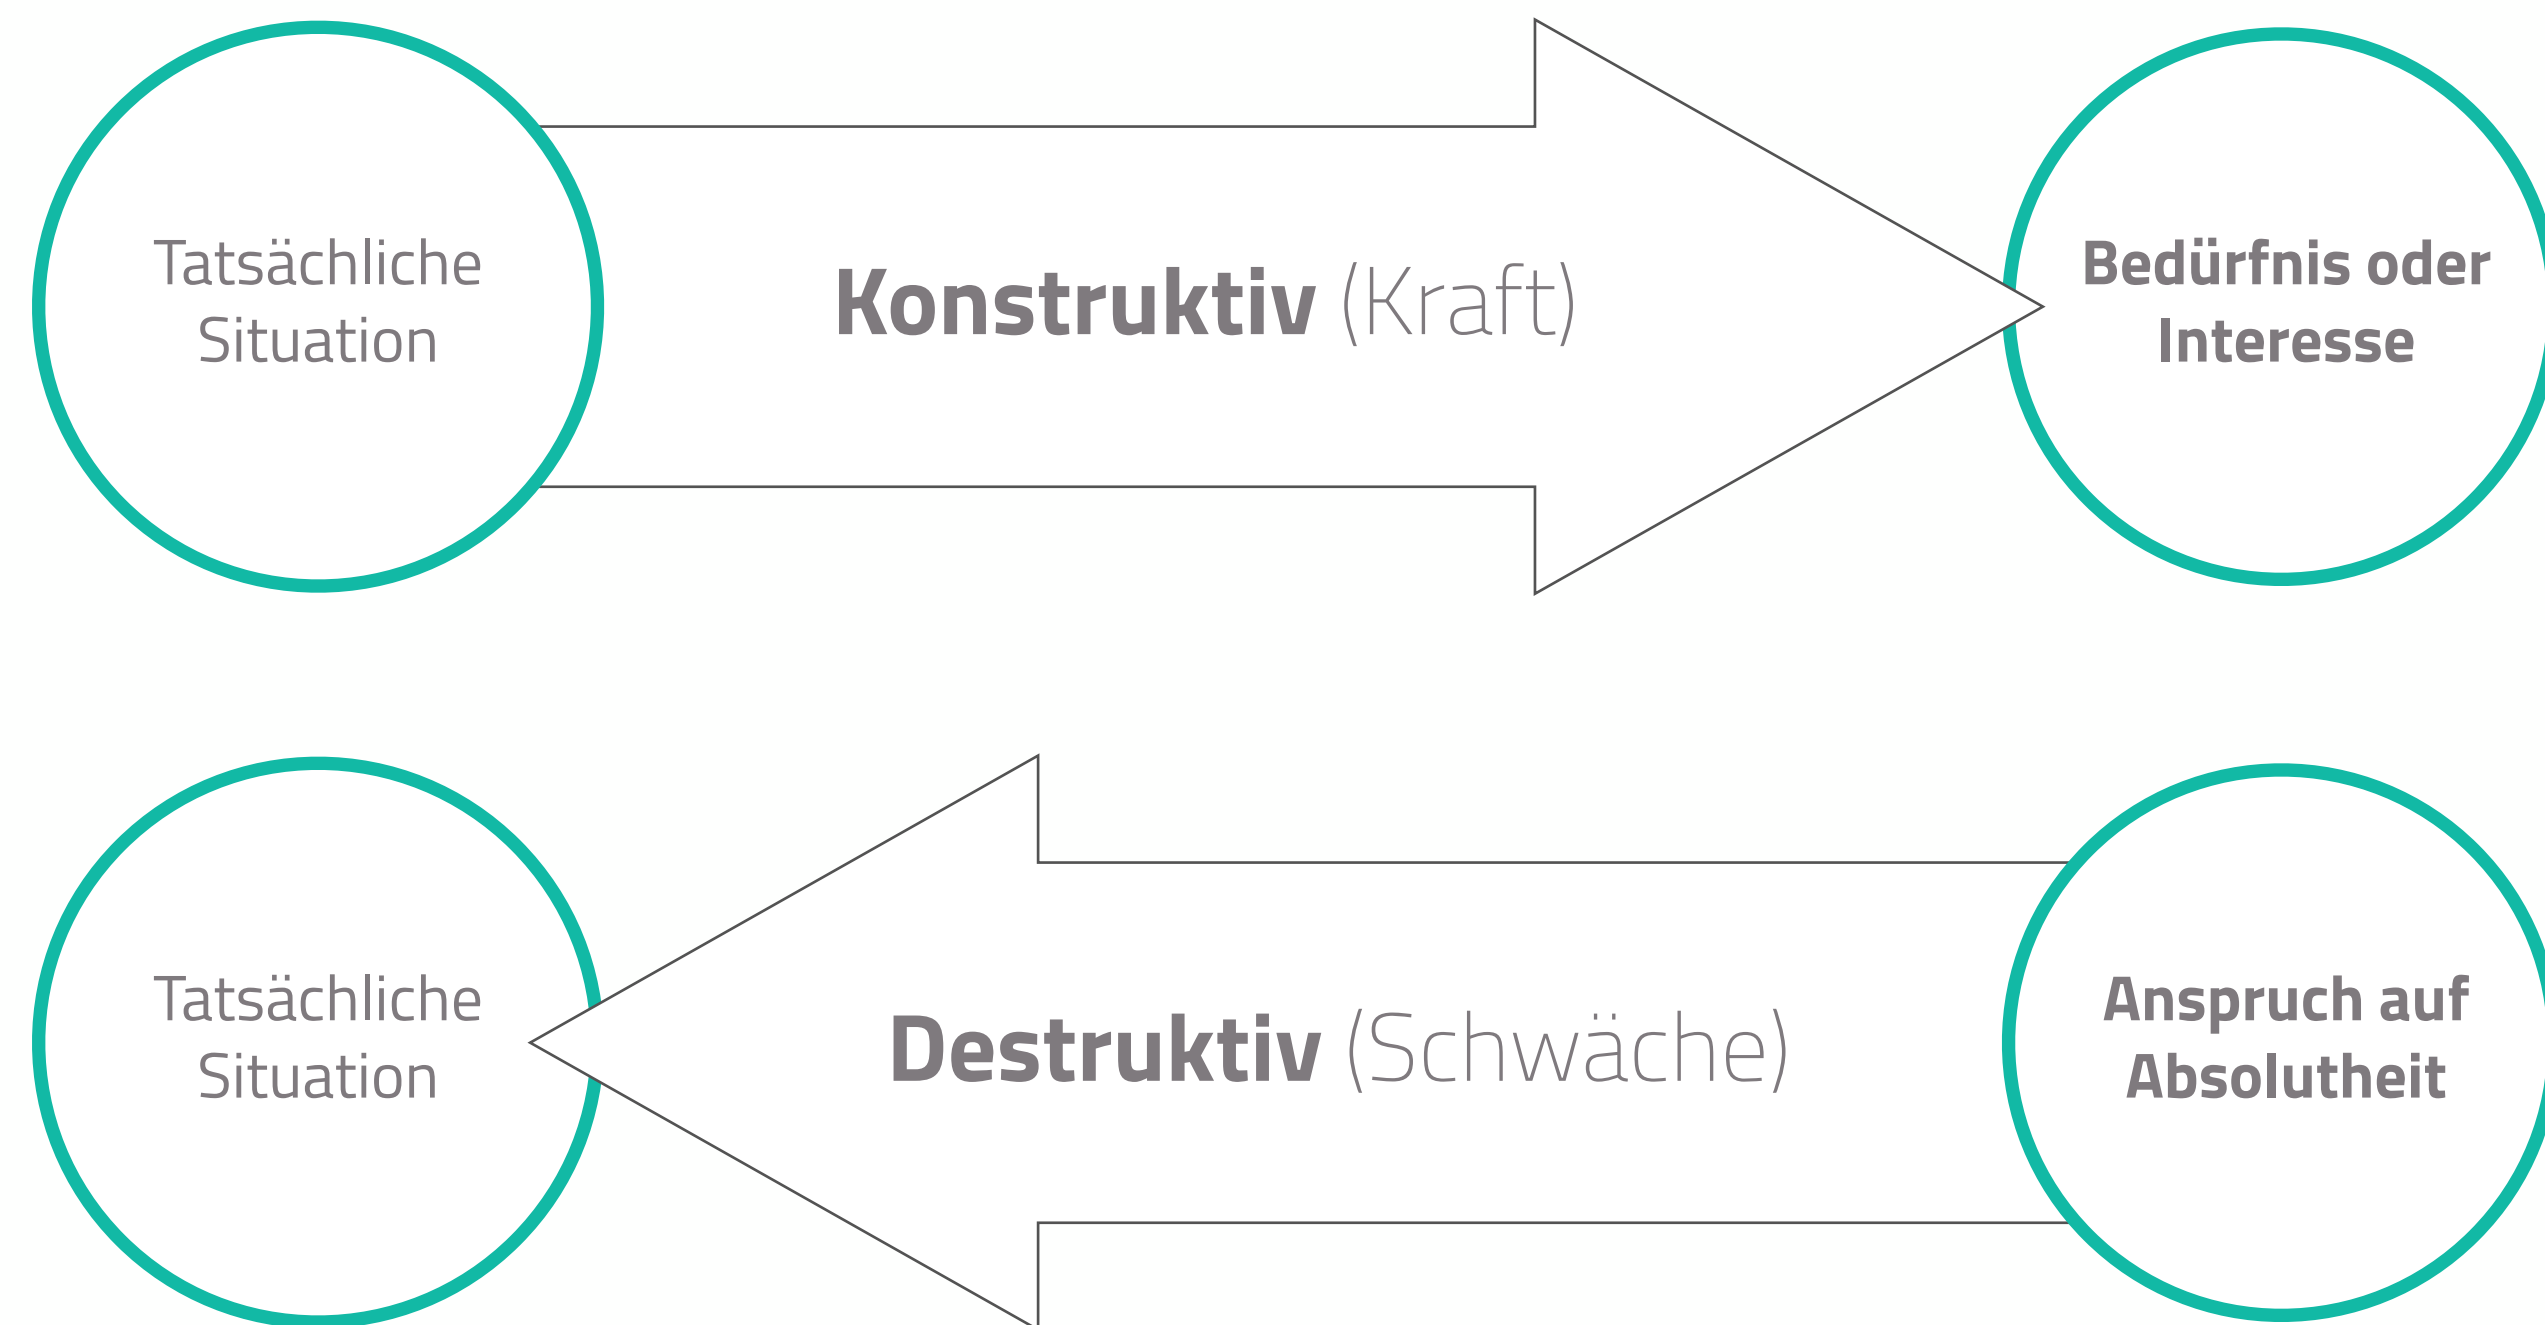 Tatsächliche
Situation
Konstruktiv (Kraft)
Bedürfnis oder
Interesse
Tatsächliche
Situation
Destruktiv (Schwäche)
Anspruch auf
Absolutheit